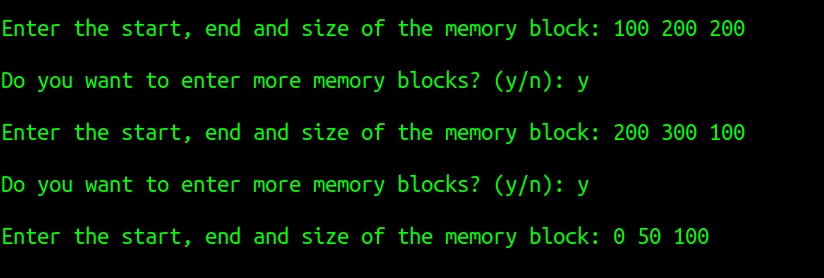 Enter the start, end and size of the memory block: 100 200 200
Do you want to enter more memory blocks? (y/n): y
Enter the start, end and size of the memory block: 200 300 100
Do you want to enter more memory blocks? (y/n): y
Enter the start, end and size of the memory block: 0 50 100